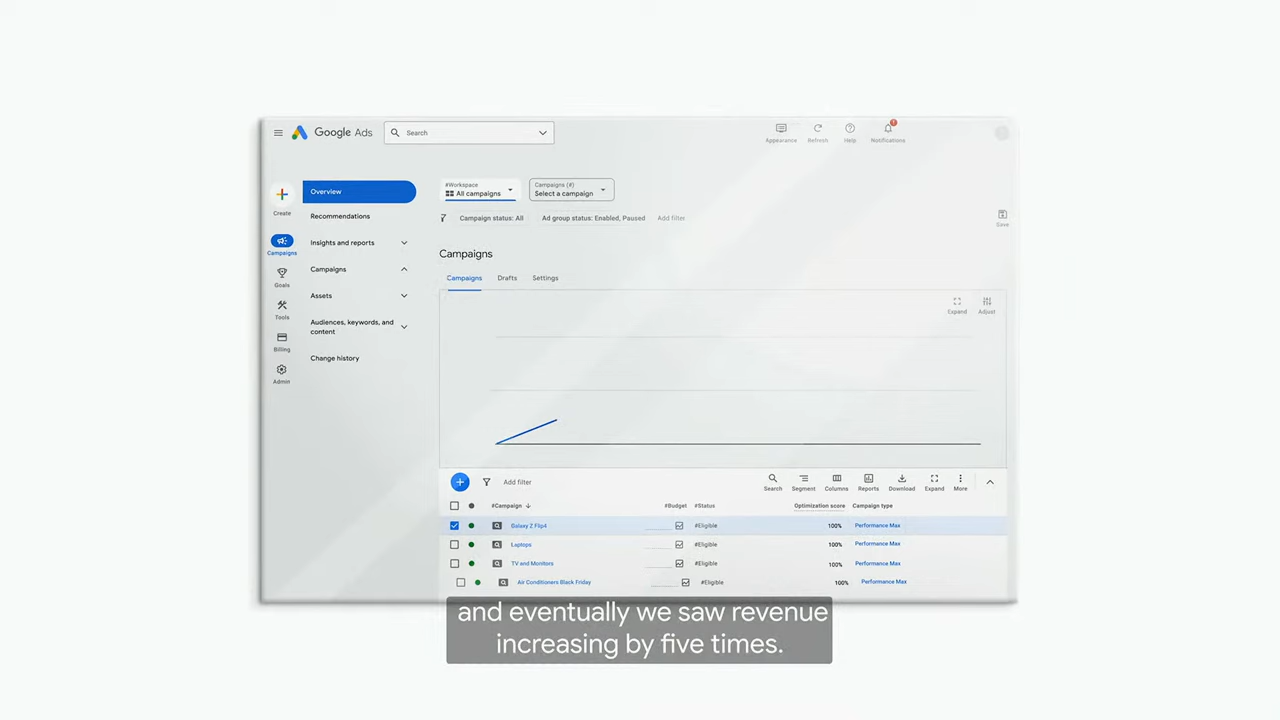 Google Ads
Search
Appearance
Refresh
Help
Notifications
Create
Campaigns
Goals
Tools
Billing
Admin
Overview
Recommendations
Insights and reports
Campaigns
Assets
Audiences, keywords, and
content
Change history
#Workspace
All campaigns
Campaigns (#)
Select a campaign
Campaign status: All
Ad group status: Enabled, Paused
Add filter
Save
Campaigns
Campaigns Drafts Settings
Expand Adjust
Add filter
Search Segment Columns Reports Download Expand More
#Campaign #Budget #Status Optimization score Campaign type
Galaxy Z Flip4 #Eligible 100% Performance Max
Laptops #Eligible 100% Performance Max
TV and Monitors #Eligible 100% Performance Max
Air Conditioners Black Friday #Eligible 100% Performance Max
and eventually we saw revenue
increasing by five times.